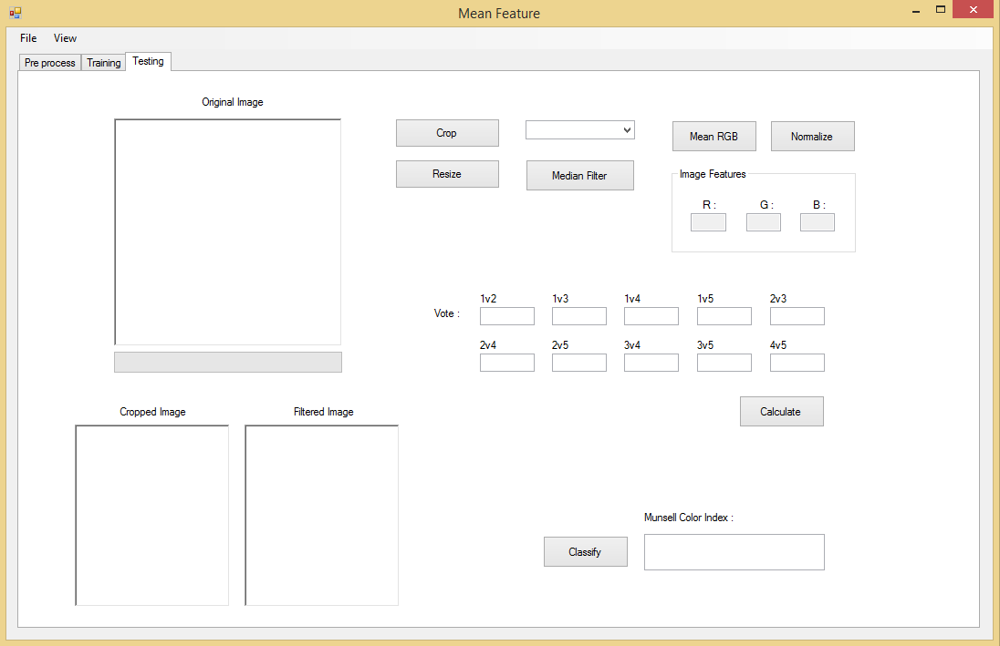 Mean Feature
File View
Pre process Training Testing
Original Image
Crop
Mean RGB Normalize
Resize Median Filter
Image Features
R : G : B :
1v2 1v3 1v4 1v5 2v3
Vote :
2v4 2v5 3v4 3v5 4v5
Cropped Image Filtered Image
Calculate
Munsell Color Index :
Classify